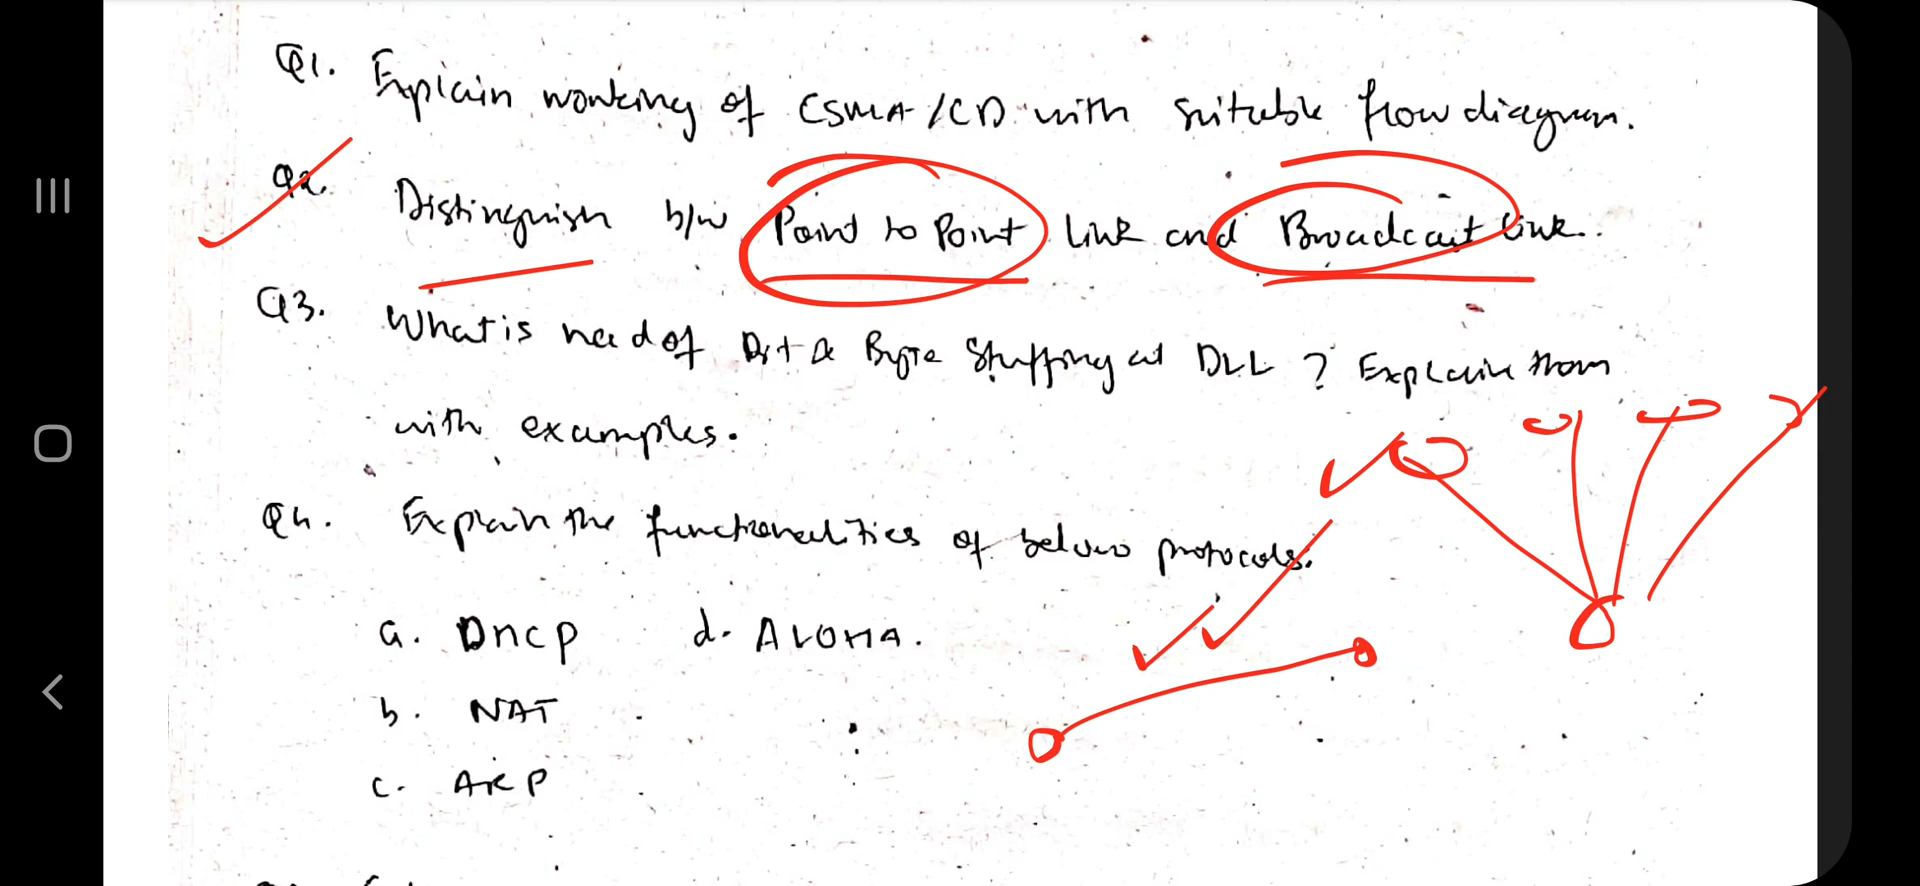 Q1. Explain working of CSMA/CD with suitable flow diagram.
Q2. Distinguish b/w Point to Point Link and Broadcast Link.
Q3. What is need of Bit & Byte Stuffing at DLL ? Explain them
with examples.
Q4. Explain the functionalities of below protocols.
a. DHCP d. ALOHA.
b. NAT
c. ARP